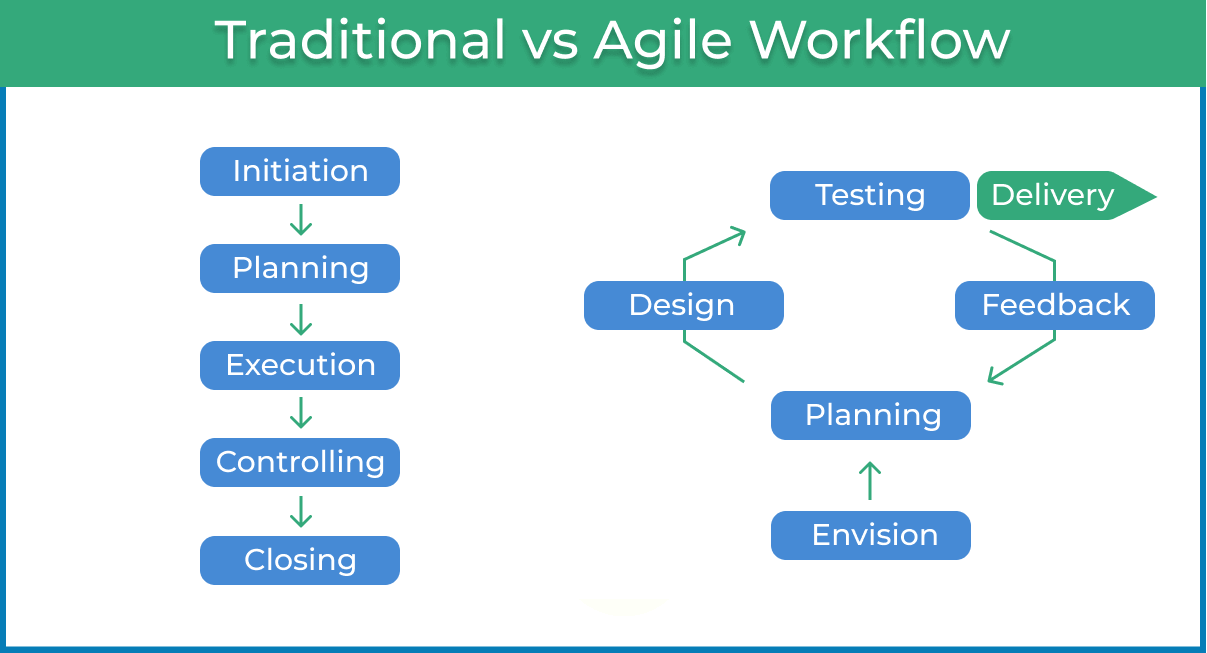 Traditional vs Agile Workflow
Initiation
Planning
Execution
Controlling
Closing
Testing
Delivery
Design
Feedback
Planning
Envision